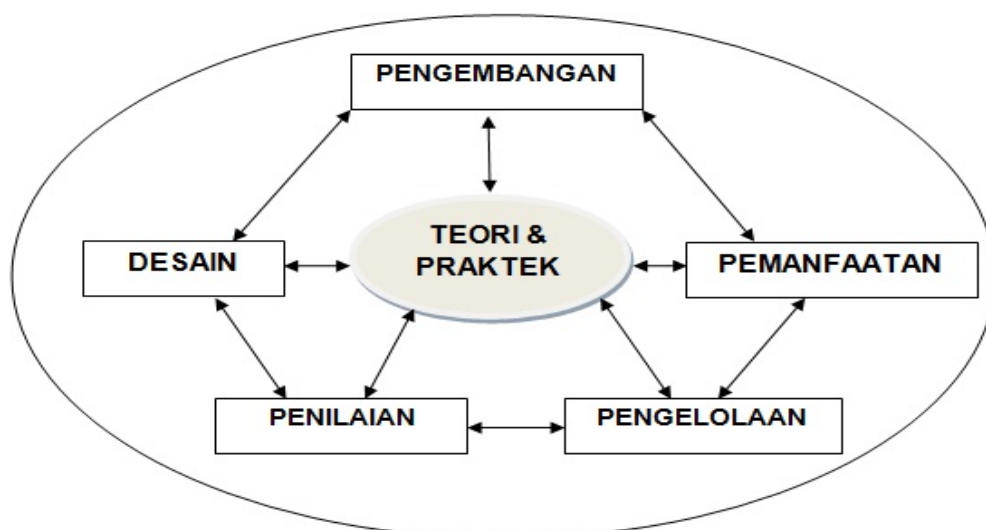 PENGEMBANGAN
TEORI &
PRAKTEK
DESAIN
PEMANFAATAN
PENILAIAN
PENGELOLAAN